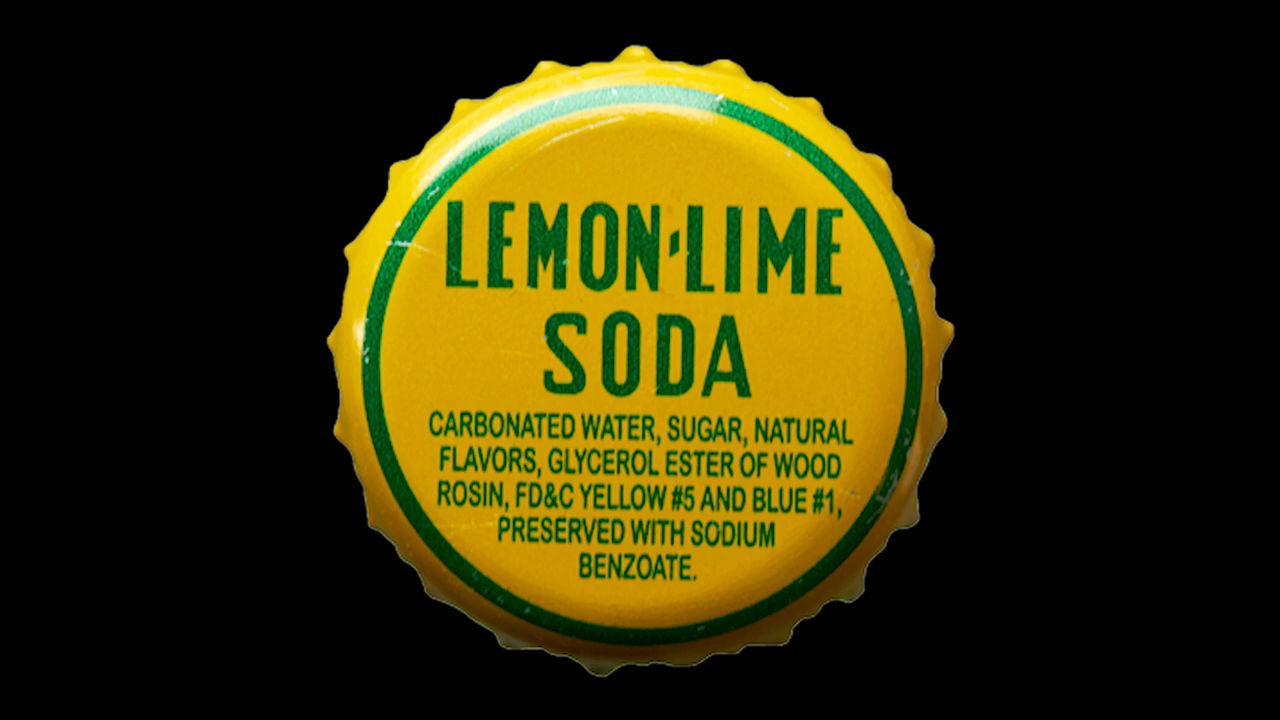 LEMON-LIME
SODA
CARBONATED WATER, SUGAR, NATURAL
FLAVORS, GLYCEROL ESTER OF WOOD
ROSIN, FD&C YELLOW #5 AND BLUE #1,
PRESERVED WITH SODIUM
BENZOATE.